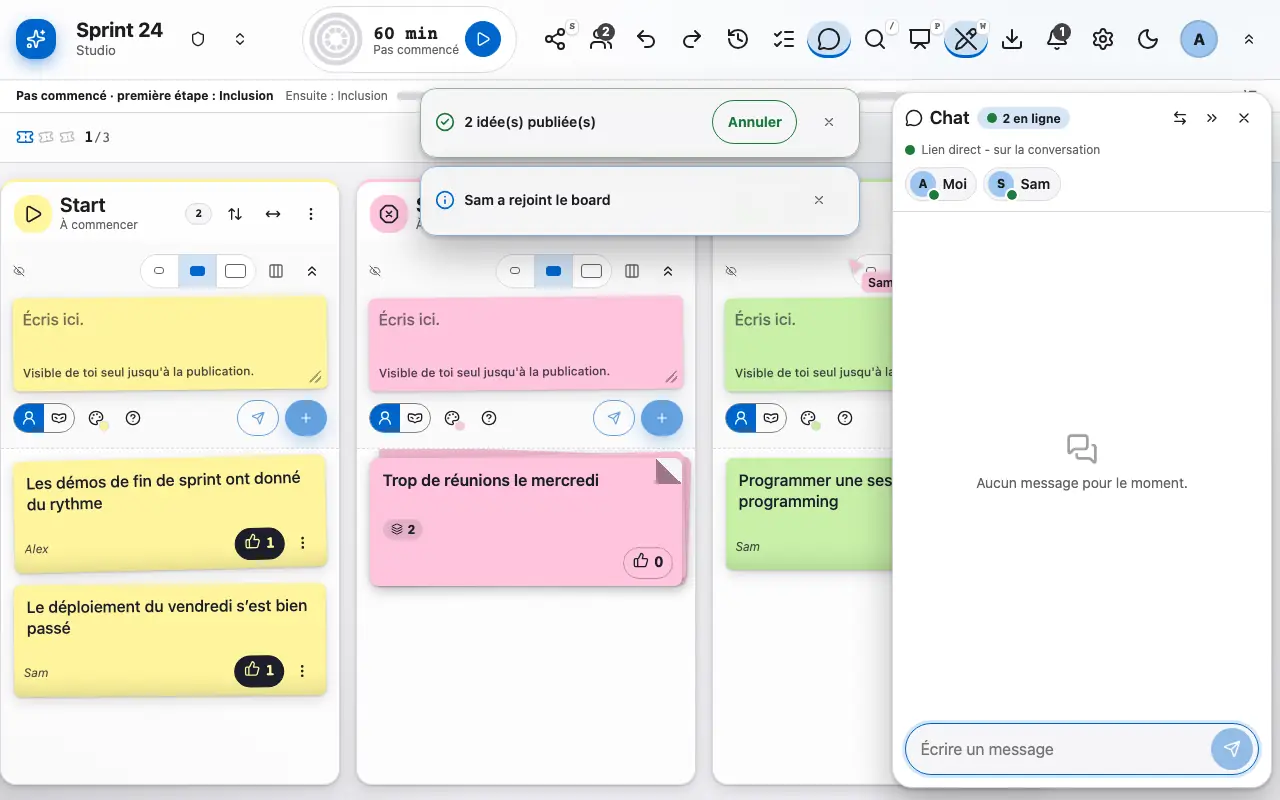 Sprint 24
Studio
60 min
Pas commencé
S
2
/
P
W
1
A
Pas commencé · première étape : Inclusion Ensuite : Inclusion
1/3
2 idée(s) publiée(s)
Annuler
Sam a rejoint le board
Start
À commencer
2
Écris ici.
Visible de toi seul jusqu'à la publication.
Les démos de fin de sprint ont donné
du rythme
Alex
1
Le déploiement du vendredi s’est bien
passé
Sam
1
Écris ici.
Visible de toi seul jusqu'à la publication.
Trop de réunions le mercredi
2
0
Sam
Écris ici.
Visible de toi seul jusqu'à la
Programmer une
programming
Sam
Chat
2 en ligne
Lien direct - sur la conversation
A Moi
S Sam
Aucun message pour le moment.
Écrire un message